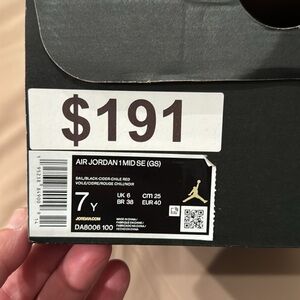 $191
AIR JORDAN 1 MID SE (GS)
SAIL/BLACK-CIDER-CHILE RED
VOILE/CIDRE/ROUGE CHILI/NOIR
7Y
UK 6
cm 25
BR 38
EUR 40
JORDAN.COM
DA8006 100